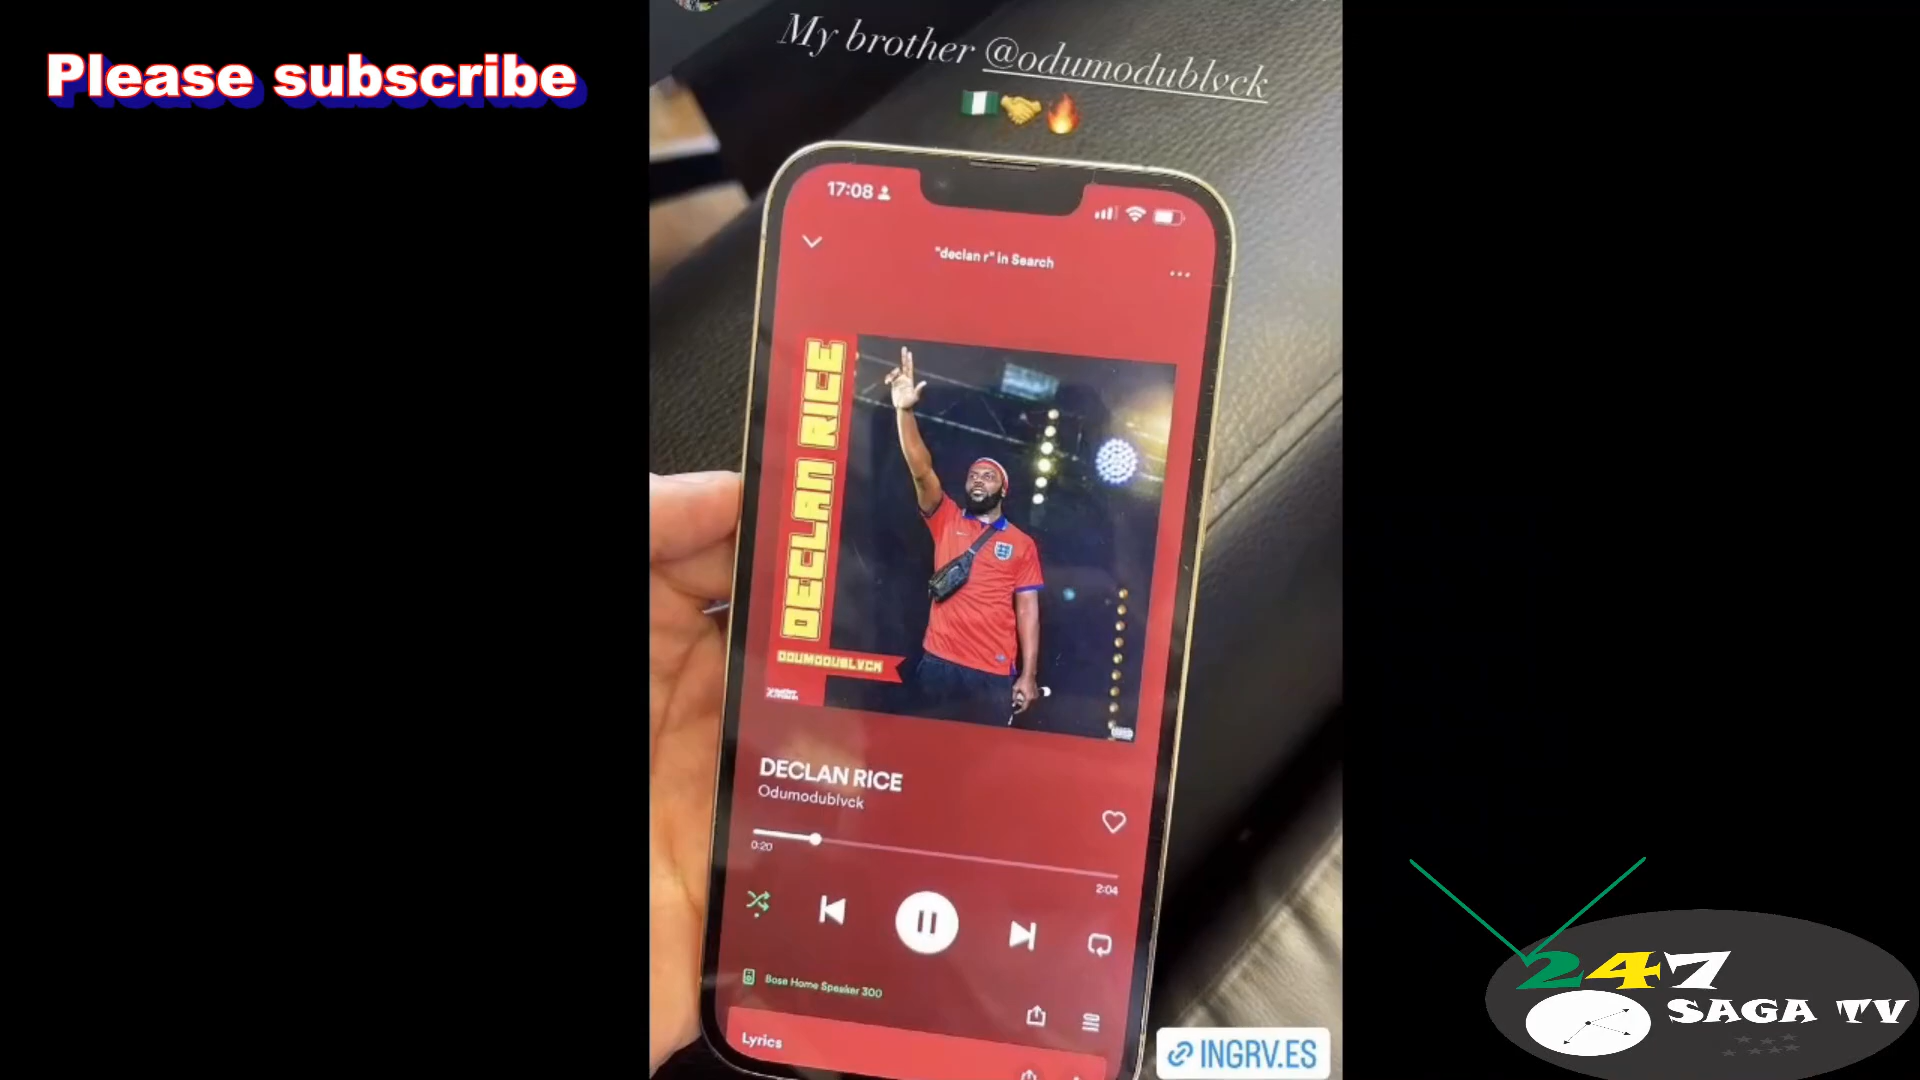 Please subscribe
My brother @odumodublvck
17:08
"declan r" in Search
DECLAN RICE
ODUMODUBLVCK
DECLAN RICE
Odumodublvck
0:20
2:04
Bose Home Speaker 300
Lyrics
INGRV.ES
247
SAGA TV